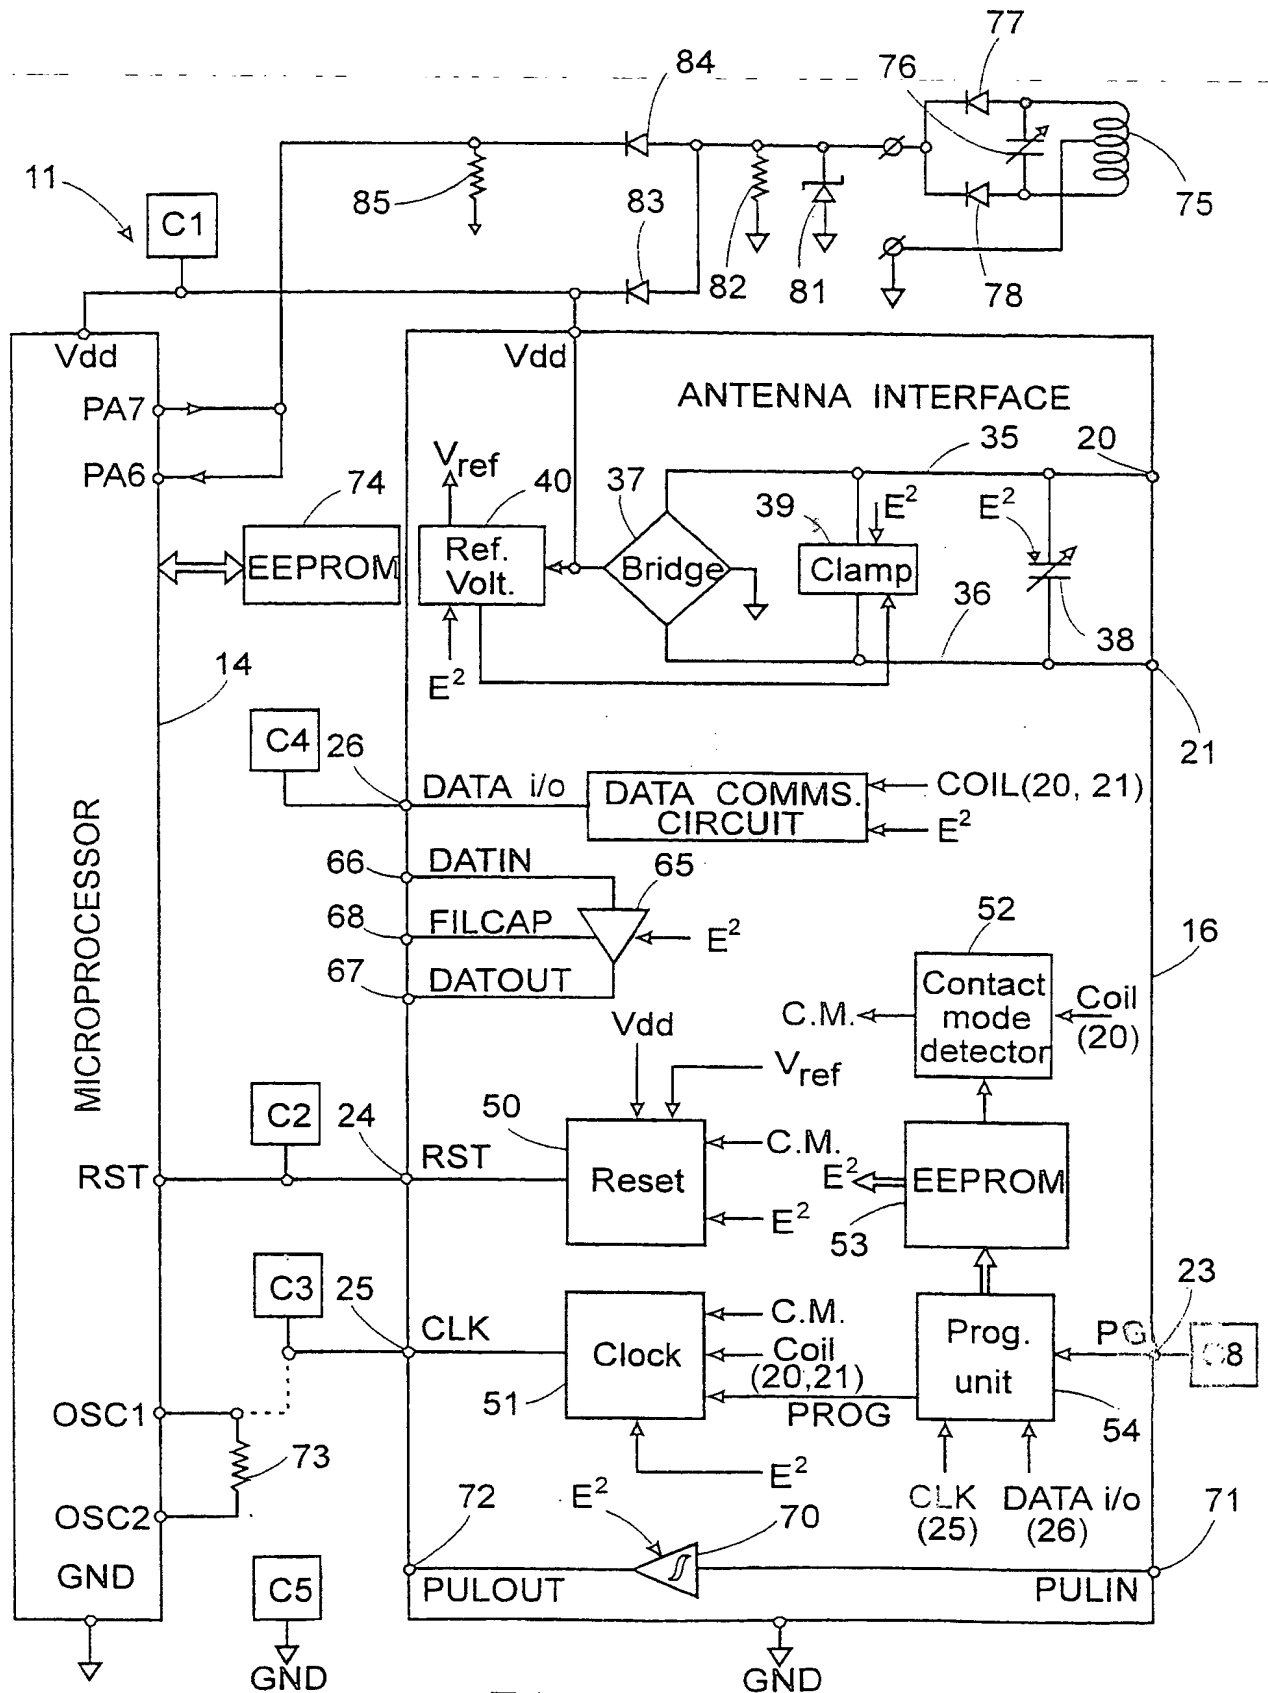 77
84
76
11
C1
85
83
82
81
78
75
Vdd
Vdd
PA7
ANTENNA INTERFACE
PA6
Vref
35
20
74
40
37
39
E²
E²
EEPROM
Ref.
Volt.
Bridge
Clamp
36
38
E²
14
21
C4
26
DATA i/o
DATA COMMS.
CIRCUIT
COIL(20, 21)
E²
MICROPROCESSOR
66
DATIN
65
68
FILCAP
E²
67
DATOUT
52
16
Contact
mode
detector
C.M.
Coil
(20)
Vdd
Vref
C2
24
50
RST
RST
Reset
C.M.
E²
E²
EEPROM
53
C3
25
CLK
Clock
C.M.
Coil
(20,21)
PROG
51
E²
Prog.
unit
PG
23
54
OSC1
73
OSC2
CLK
(25)
DATA i/o
(26)
71
72
E²
70
GND
C5
PULOUT
PULIN
GND
GND